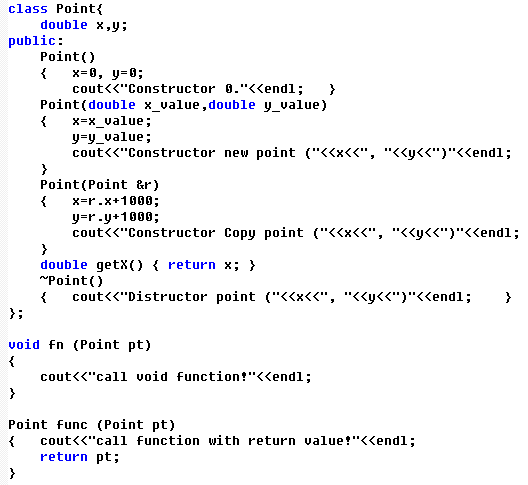 class Point{
    double x,y;
public:
    Point()
    {   x=0, y=0;
        cout<<"Constructor 0."<<endl;   }
    Point(double x_value,double y_value)
    {   x=x_value;
        y=y_value;
        cout<<"Constructor new point ("<<x<<", "<<y<<")"<<endl;
    }
    Point(Point &r)
    {   x=r.x+1000;
        y=r.y+1000;
        cout<<"Constructor Copy point ("<<x<<", "<<y<<")"<<endl;
    }
    double getX() { return x; }
    ~Point()
    {   cout<<"Distructor point ("<<x<<", "<<y<<")"<<endl;    }
};

void fn (Point pt)
{
    cout<<"call void function!"<<endl;
}

Point func (Point pt)
{   cout<<"call function with return value!"<<endl;
    return pt;
}